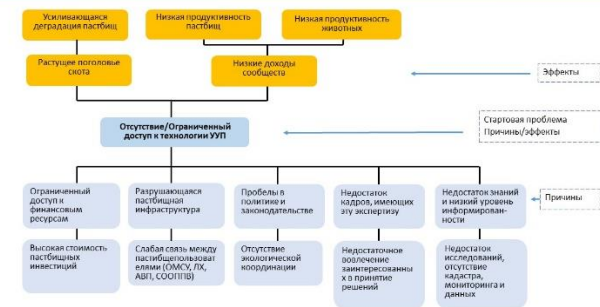 Усиливающаяся
деградация пастбищ
Низкая продуктивность
пастбищ
Низкая продуктивность
животных
Растущее поголовье
скота
Низкие доходы
сообществ
Эффекты
Отсутствие/Ограниченный
доступ к технологии УУП
Стартовая проблема
Причины/эффекты
Ограниченный
доступ к
финансовым
ресурсам
Разрушающаяся
пастбищная
инфраструктура
Пробелы в
политике и
законодательстве
Недостаток
кадров, имеющих
эту экспертизу
Недостаток знаний
и низкий уровень
информирован-
ности
Причины
Высокая стоимость
пастбищных
инвестиций
Слабая связь между
пастбищепользоват
елями (ОМСУ, ЛХ,
АВП, СООППВ)
Отсутствие
экологической
координации
Недостаточное
вовлечение
заинтересованны
х в принятие
решений
Недостаток
исследований,
отсутствие
кадастра,
мониторинга и
данных